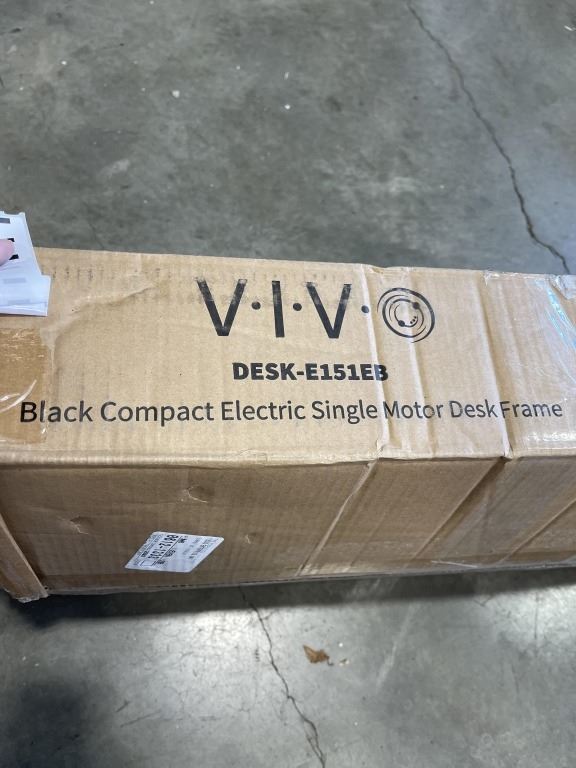 V·I·V·O
DESK-E151EB
Black Compact Electric Single Motor Desk Frame